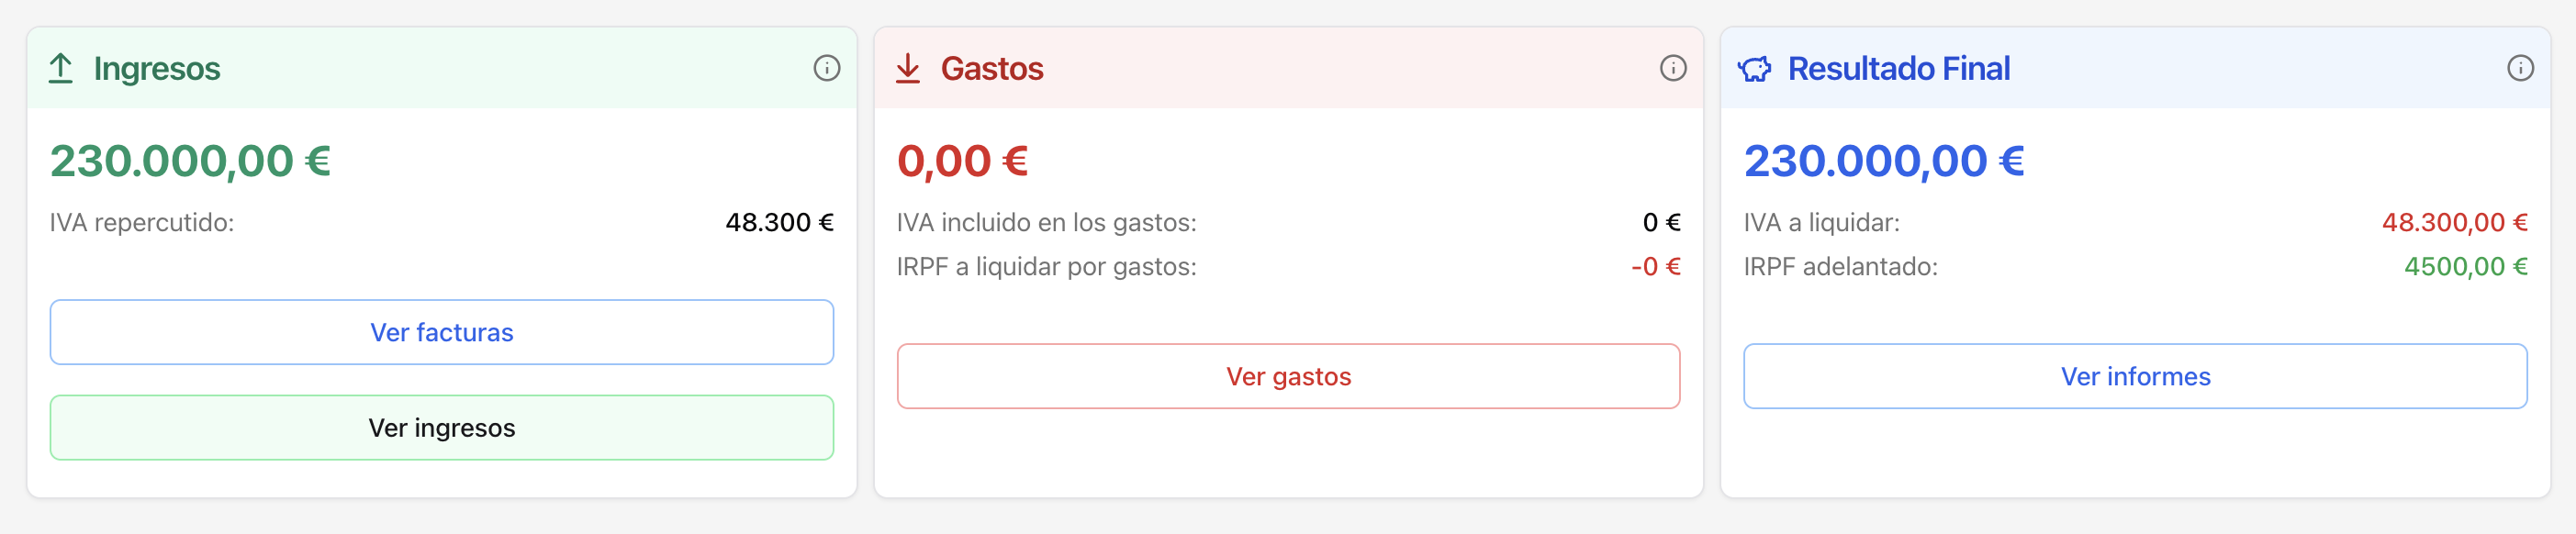 Ingresos
230.000,00 €
IVA repercutido: 48.300 €
Ver facturas
Ver ingresos
Gastos
0,00 €
IVA incluido en los gastos: 0 €
IRPF a liquidar por gastos: -0 €
Ver gastos
Resultado Final
230.000,00 €
IVA a liquidar: 48.300,00 €
IRPF adelantado: 4500,00 €
Ver informes